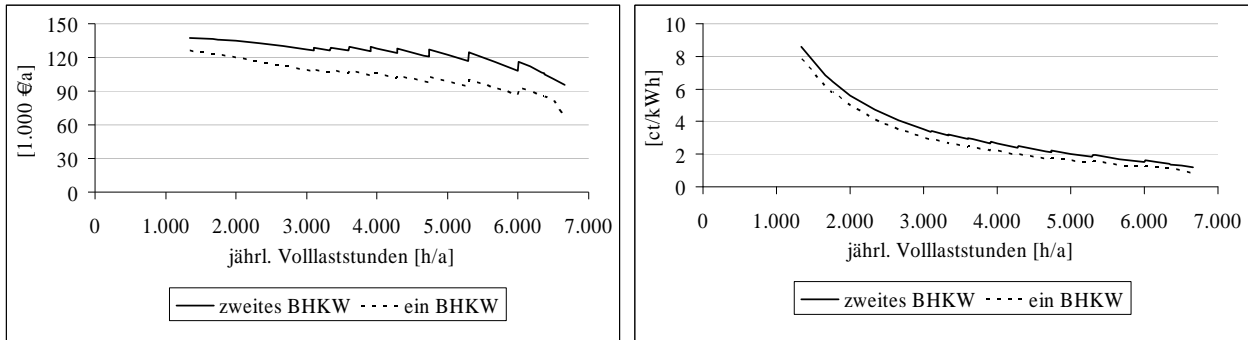 [1.000 €/a]
150
120
90
60
30
0
0 1.000 2.000 3.000 4.000 5.000 6.000 7.000
jährl. Volllaststunden [h/a]
zweites BHKW ein BHKW
[ct/kWh]
10
8
6
4
2
0
0 1.000 2.000 3.000 4.000 5.000 6.000 7.000
jährl. Volllaststunden [h/a]
zweites BHKW ein BHKW